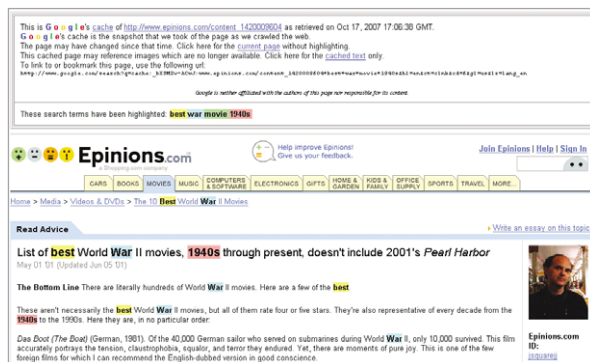 This is Google's cache of http://www.epinions.com/content_1420009604 as retrieved on Oct 17, 2007 17:06:38 GMT.
Google's cache is the snapshot that we took of the page as we crawled the web.
The page may have changed since that time. Click here for the current page without highlighting.
This cached page may reference images which are no longer available. Click here for the cached text only.
To link to or bookmark this page, use the following url:
Google is neither affiliated with the authors of this page nor responsible for its content.
These search terms have been highlighted: best war movie 1940s
Epinions.com
a Shopping.com company
Help improve Epinions!
Give us your feedback.
Join Epinions | Help | Sign In
CARS BOOKS MOVIES MUSIC COMPUTERS & SOFTWARE ELECTRONICS GIFTS HOME & GARDEN KIDS & FAMILY OFFICE SUPPLY SPORTS TRAVEL MORE...
Home > Media > Videos & DVDs > The 10 Best World War II Movies
Read Advice
Write an essay on this topic
List of best World War II movies, 1940s through present, doesn't include 2001's Pearl Harbor
May 01 '01 (Updated Jun 05 '01)
The Bottom Line There are literally hundreds of World War II movies. Here are a few of the best.
These aren't necessarily the best World War II movies, but all of them rate four or five stars. They're also representative of every decade from the
1940s to the 1990s. Here they are, in no particular order:
Das Boot (The Boat) (German, 1981). Of the 40,000 German sailor who served on submarines during World War II, only 10,000 survived. This film
accurately portrays the tension, claustrophobia, squalor, and terror they endured. Yet, there are moments of pure joy. This is one of the few
foreign films for which I can recommend the English-dubbed version in good conscience.
Epinions.com
ID:
jsquared